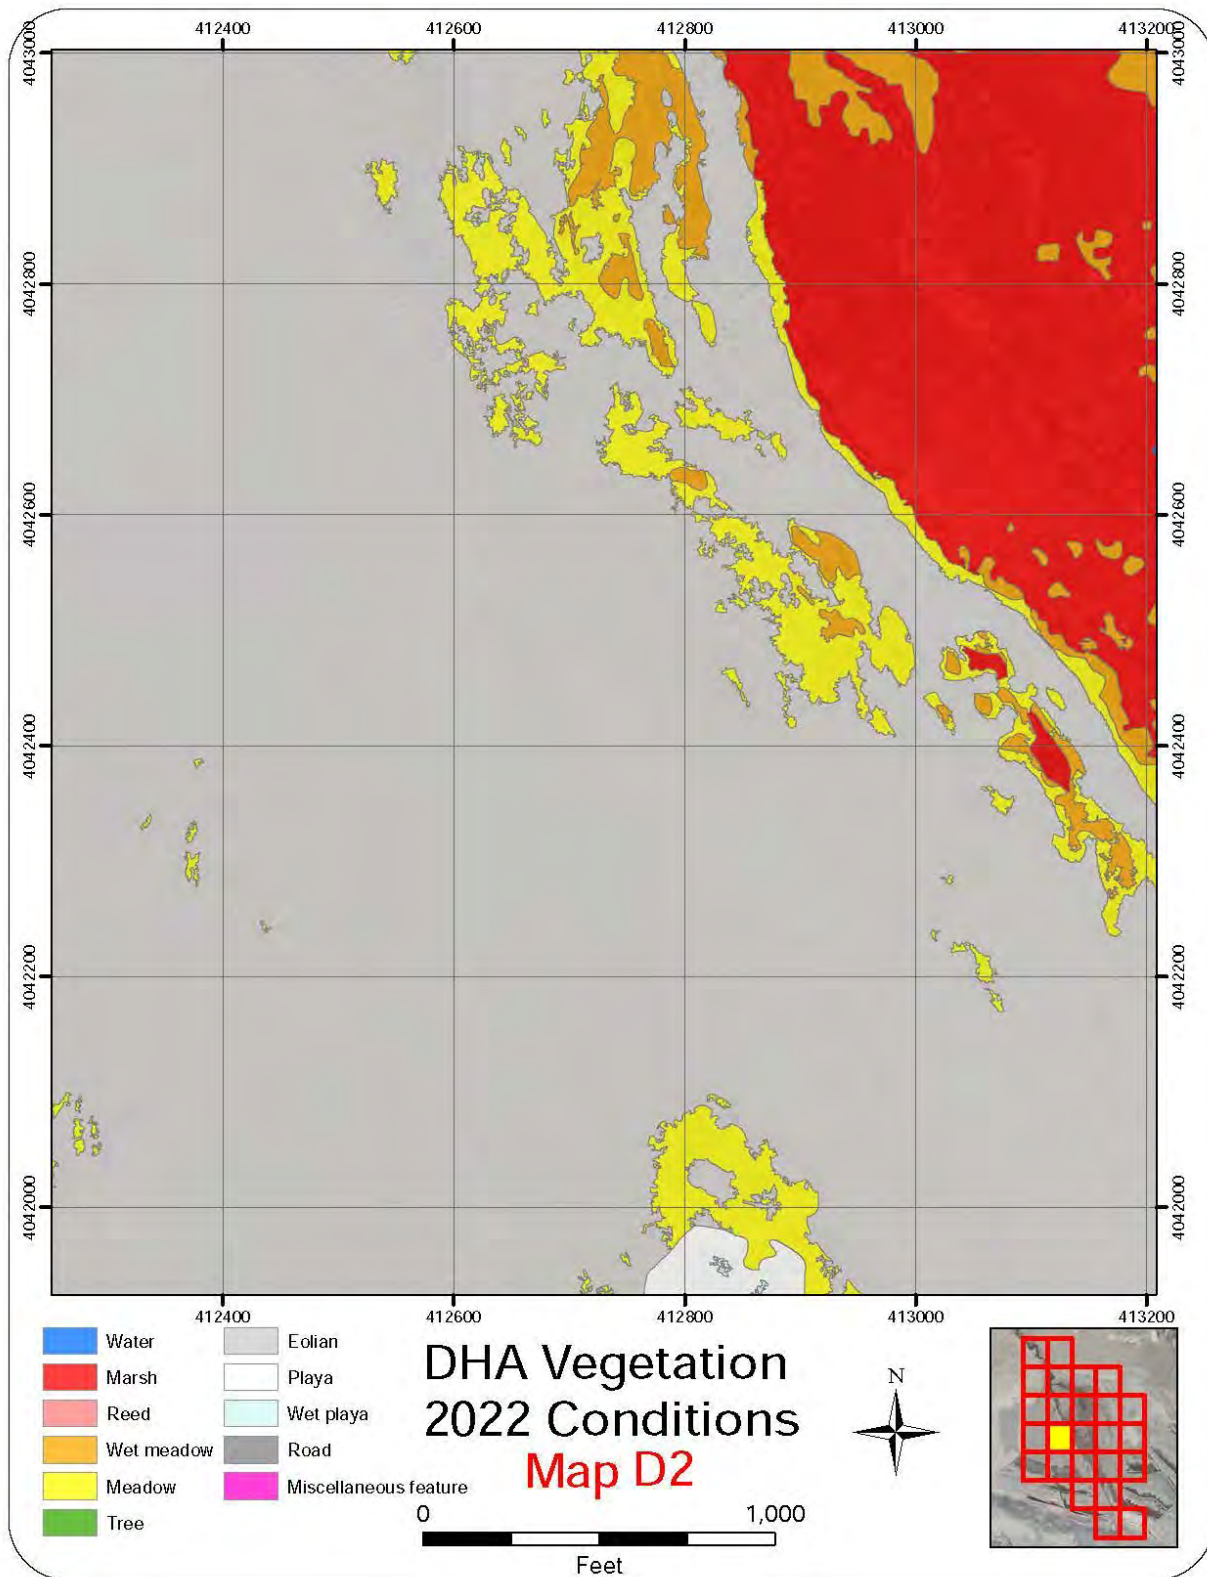 412400 412600 412800 413000 413200
4043000 4043000
4042800 4042800
4042600 4042600
4042400 4042400
4042200 4042200
4042000 4042000
412400 412600 412800 413000 413200
Water
Marsh
Reed
Wet meadow
Meadow
Tree
Eolian
Playa
Wet playa
Road
Miscellaneous feature
DHA Vegetation
2022 Conditions
Map D2
0 1,000
Feet
N